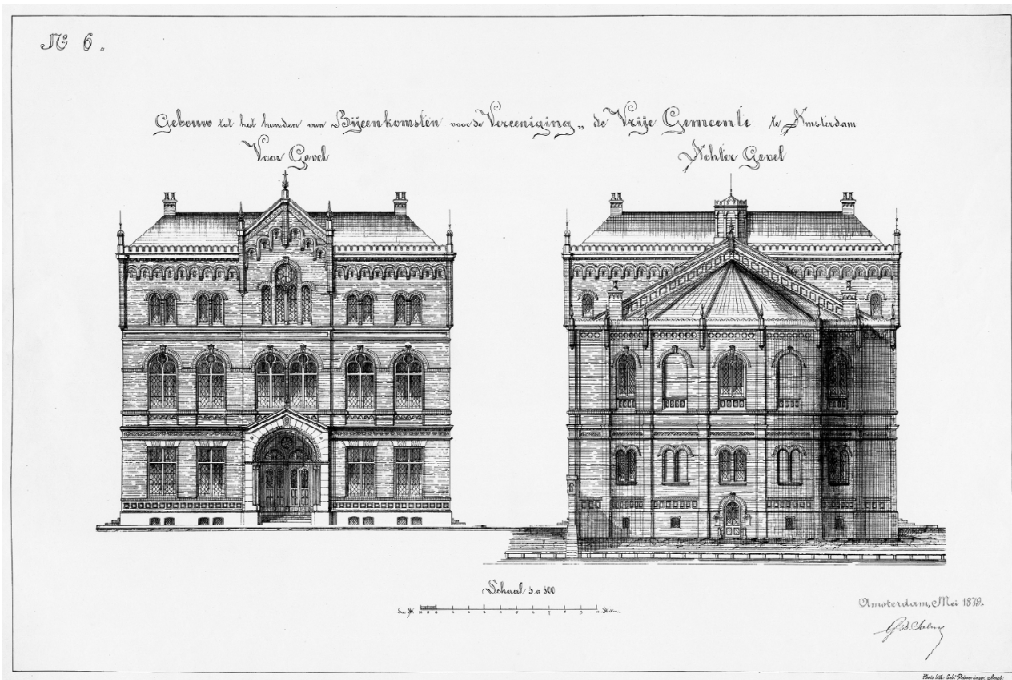 No 6.
Gebouw tot het houden van Bijeenkomsten voor de Vereeniging „de Vrije Gemeente te Amsterdam
Voor Gevel
Achter Gevel
Schaal 5 a 500
Amsterdam, Mei 1879.